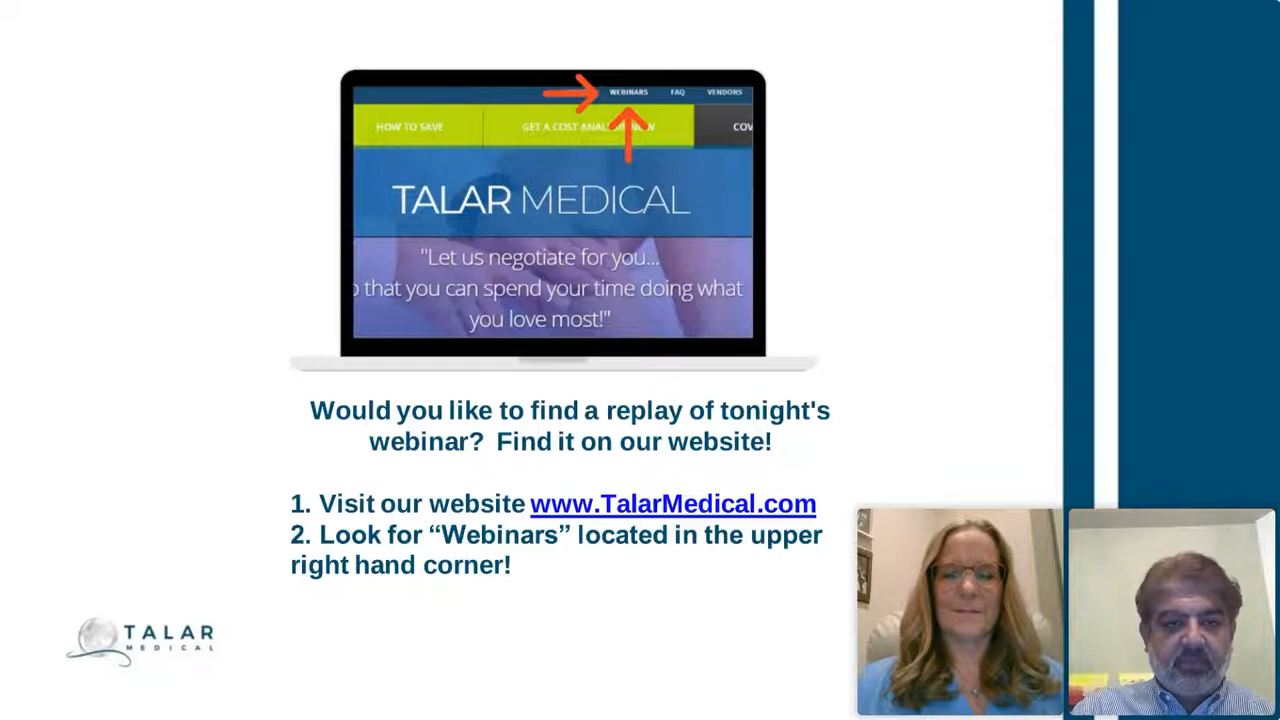 WEBINARS FAQ VENDORS
HOW TO SAVE GET A COST COV
TALAR MEDICAL
"Let us negotiate for you...
that you can spend your time doing what
you love most!"
Would you like to find a replay of tonight's
webinar? Find it on our website!
1. Visit our website www.TalarMedical.com
2. Look for “Webinars” located in the upper
right hand corner!
TALAR
MEDICAL